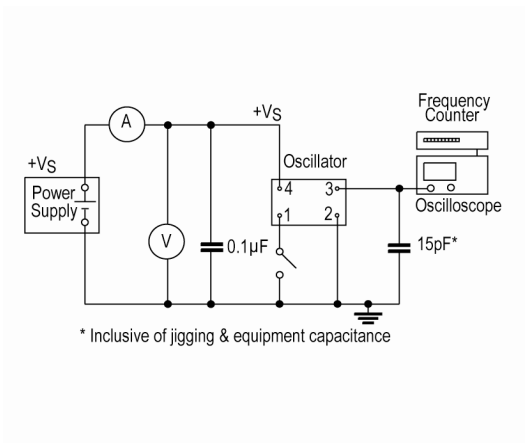 Frequency
Counter
+VS
A
Oscillator
+VS
Power
Supply
4
3
1
2
Oscilloscope
V
0.1µF
15pF*
* Inclusive of jigging & equipment capacitance